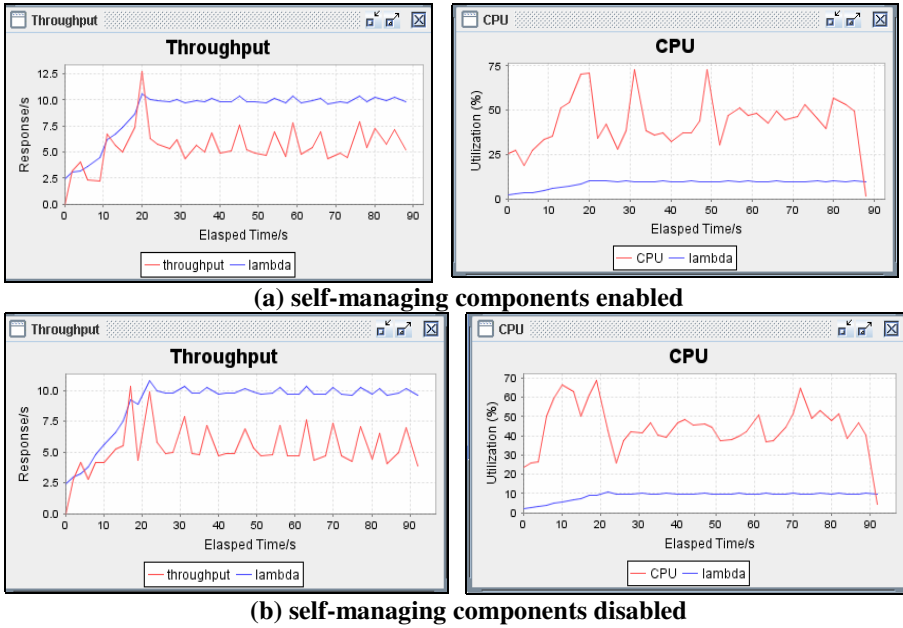 Throughput
Throughput
12.5
10.0
7.5
5.0
2.5
0.0
Response/s
0 10 20 30 40 50 60 70 80 90
Elasped Time/s
throughput lambda
CPU
CPU
75
50
25
0
Utilization (%)
0 10 20 30 40 50 60 70 80 90
Elasped Time/s
CPU lambda
(a) self-managing components enabled
Throughput
Throughput
10.0
7.5
5.0
2.5
0.0
Response/s
0 10 20 30 40 50 60 70 80 90
Elasped Time/s
throughput lambda
CPU
CPU
70
60
50
40
30
20
10
0
Utilization (%)
0 10 20 30 40 50 60 70 80 90
Elasped Time/s
CPU lambda
(b) self-managing components disabled